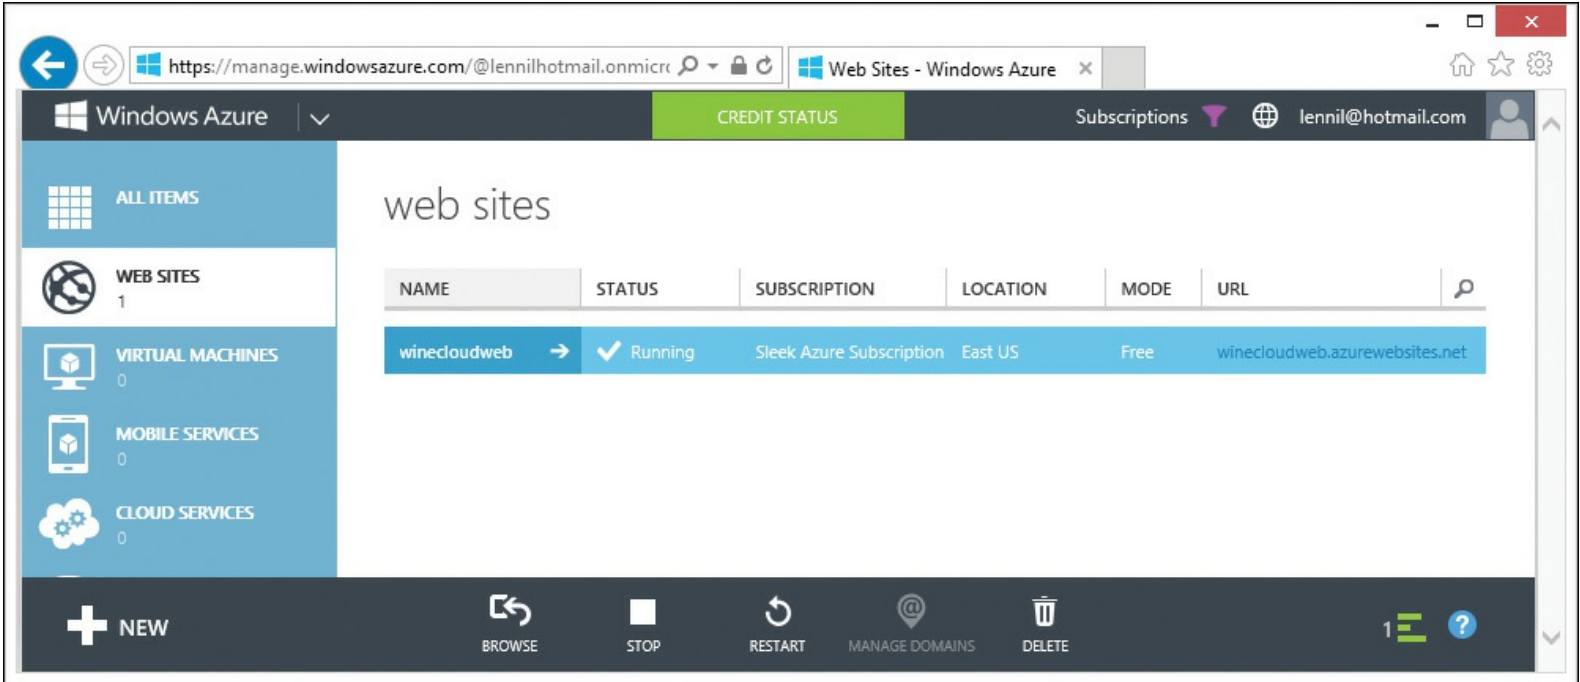 https://manage.windowsazure.com/@lennilhotmail.onmicr
Web Sites - Windows Azure
Windows Azure
CREDIT STATUS
Subscriptions
lennil@hotmail.com
ALL ITEMS
WEB SITES
1
VIRTUAL MACHINES
0
MOBILE SERVICES
0
CLOUD SERVICES
0
web sites
NAME STATUS SUBSCRIPTION LOCATION MODE URL
winecloudweb Running Sleek Azure Subscription East US Free winecloudweb.azurewebsites.net
NEW
BROWSE
STOP
RESTART
MANAGE DOMAINS
DELETE
1
?